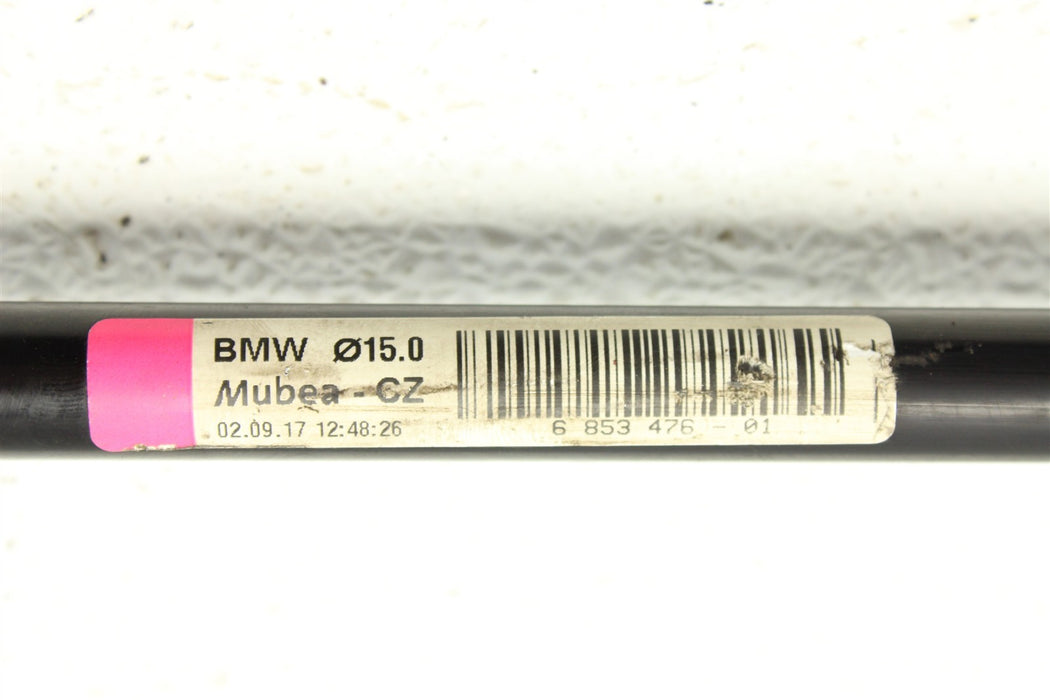 BMW Ø15.0
Mubea - CZ
02.09.17 12:48:26
6 853 476 - 01